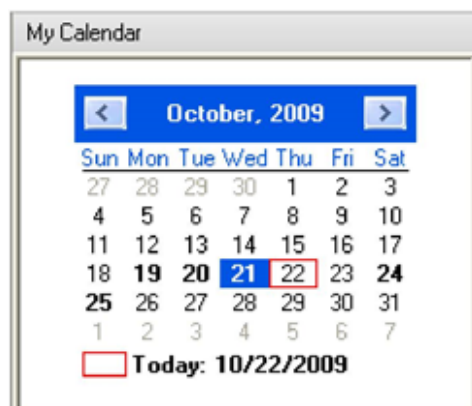 My Calendar
< October, 2009 >
Sun Mon Tue Wed Thu Fri Sat
27 28 29 30 1 2 3
4 5 6 7 8 9 10
11 12 13 14 15 16 17
18 19 20 21 22 23 24
25 26 27 28 29 30 31
1 2 3 4 5 6 7
Today: 10/22/2009